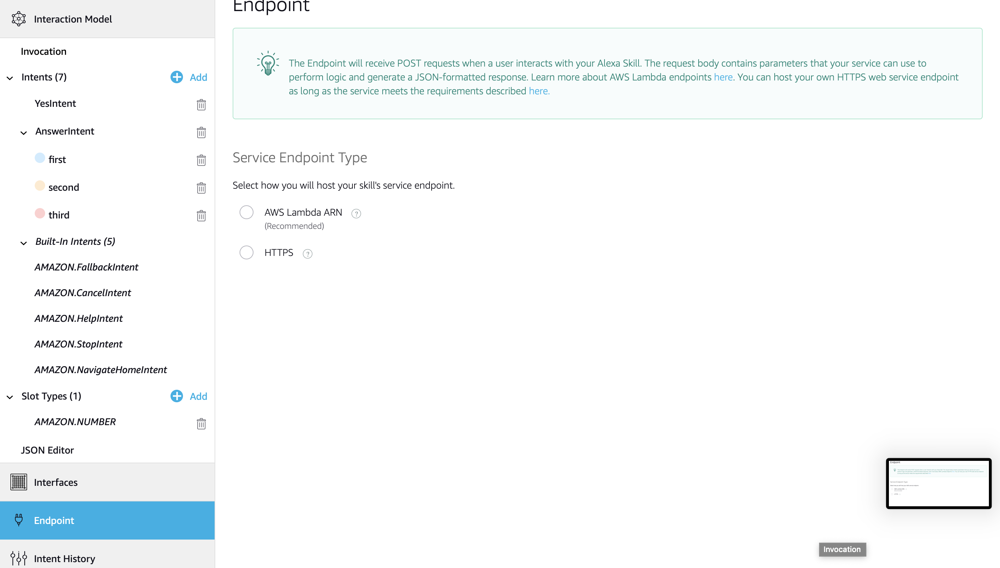 Interaction Model
Invocation
Intents (7)
Add
YesIntent
AnswerIntent
first
second
third
Built-In Intents (5)
AMAZON.FallbackIntent
AMAZON.CancelIntent
AMAZON.HelpIntent
AMAZON.StopIntent
AMAZON.NavigateHomeIntent
Slot Types (1)
Add
AMAZON.NUMBER
JSON Editor
Interfaces
Endpoint
Intent History
Endpoint
The Endpoint will receive POST requests when a user interacts with your Alexa Skill. The request body contains parameters that your service can use to
perform logic and generate a JSON-formatted response. Learn more about AWS Lambda endpoints here. You can host your own HTTPS web service endpoint
as long as the service meets the requirements described here.
Service Endpoint Type
Select how you will host your skill's service endpoint.
AWS Lambda ARN ?
(Recommended)
HTTPS ?
Endpoint
Invocation